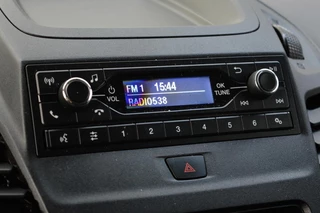 FM 1 15:44
RADIO538
VOL
OK
TUNE
1 2 3 4 5 6